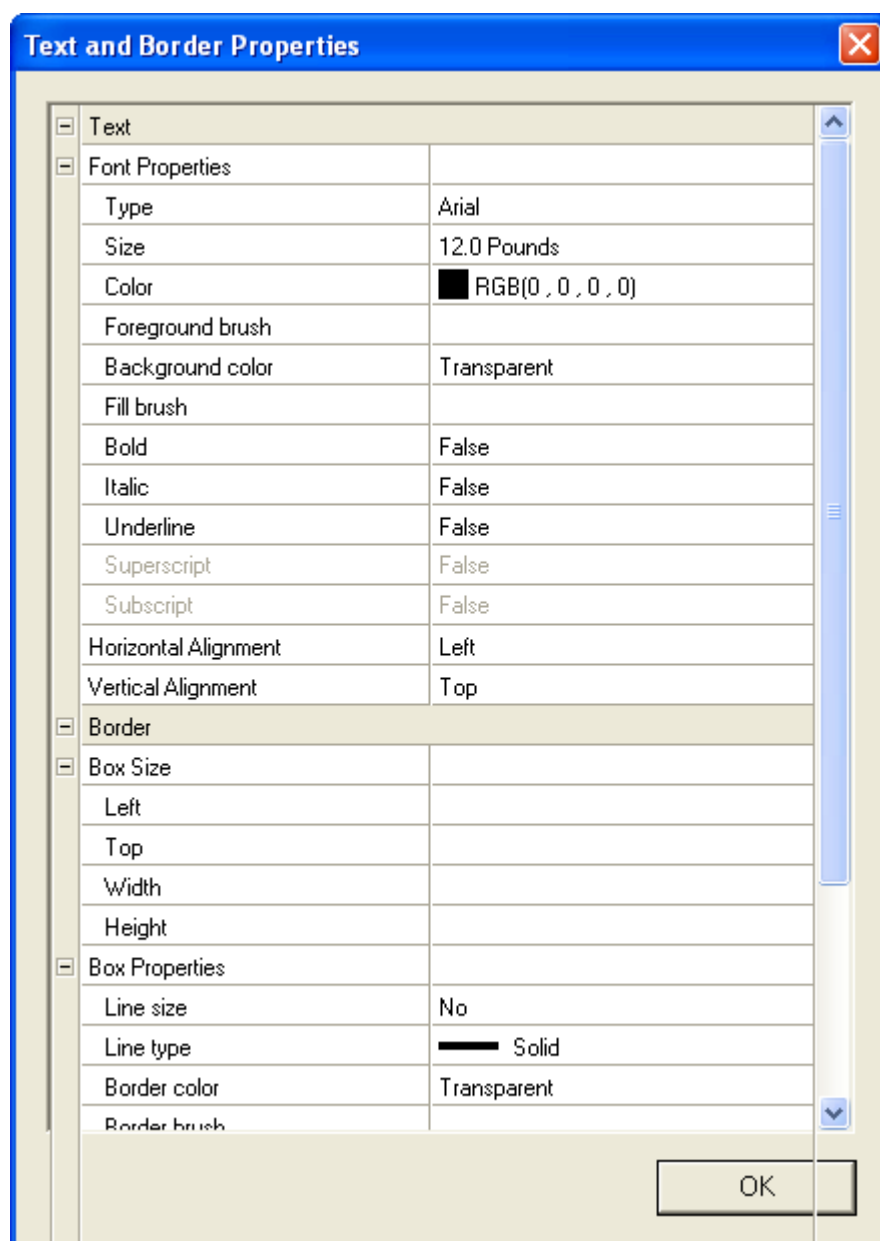 Text and Border Properties
Text
Font Properties
Type Arial
Size 12.0 Pounds
Color RGB(0 , 0 , 0 , 0)
Foreground brush
Background color Transparent
Fill brush
Bold False
Italic False
Underline False
Superscript False
Subscript False
Horizontal Alignment Left
Vertical Alignment Top
Border
Box Size
Left
Top
Width
Height
Box Properties
Line size No
Line type Solid
Border color Transparent
Border brush
OK